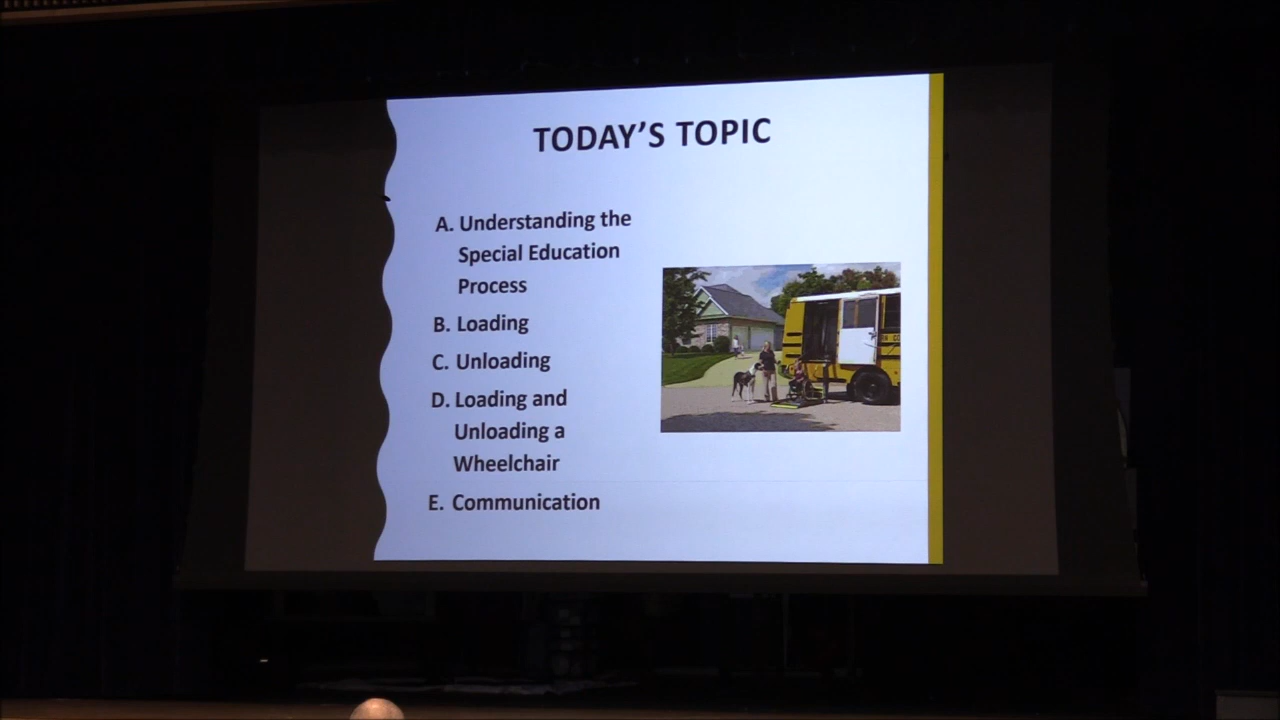 TODAY'S TOPIC
A. Understanding the
Special Education
Process
B. Loading
C. Unloading
D. Loading and
Unloading a
Wheelchair
E. Communication